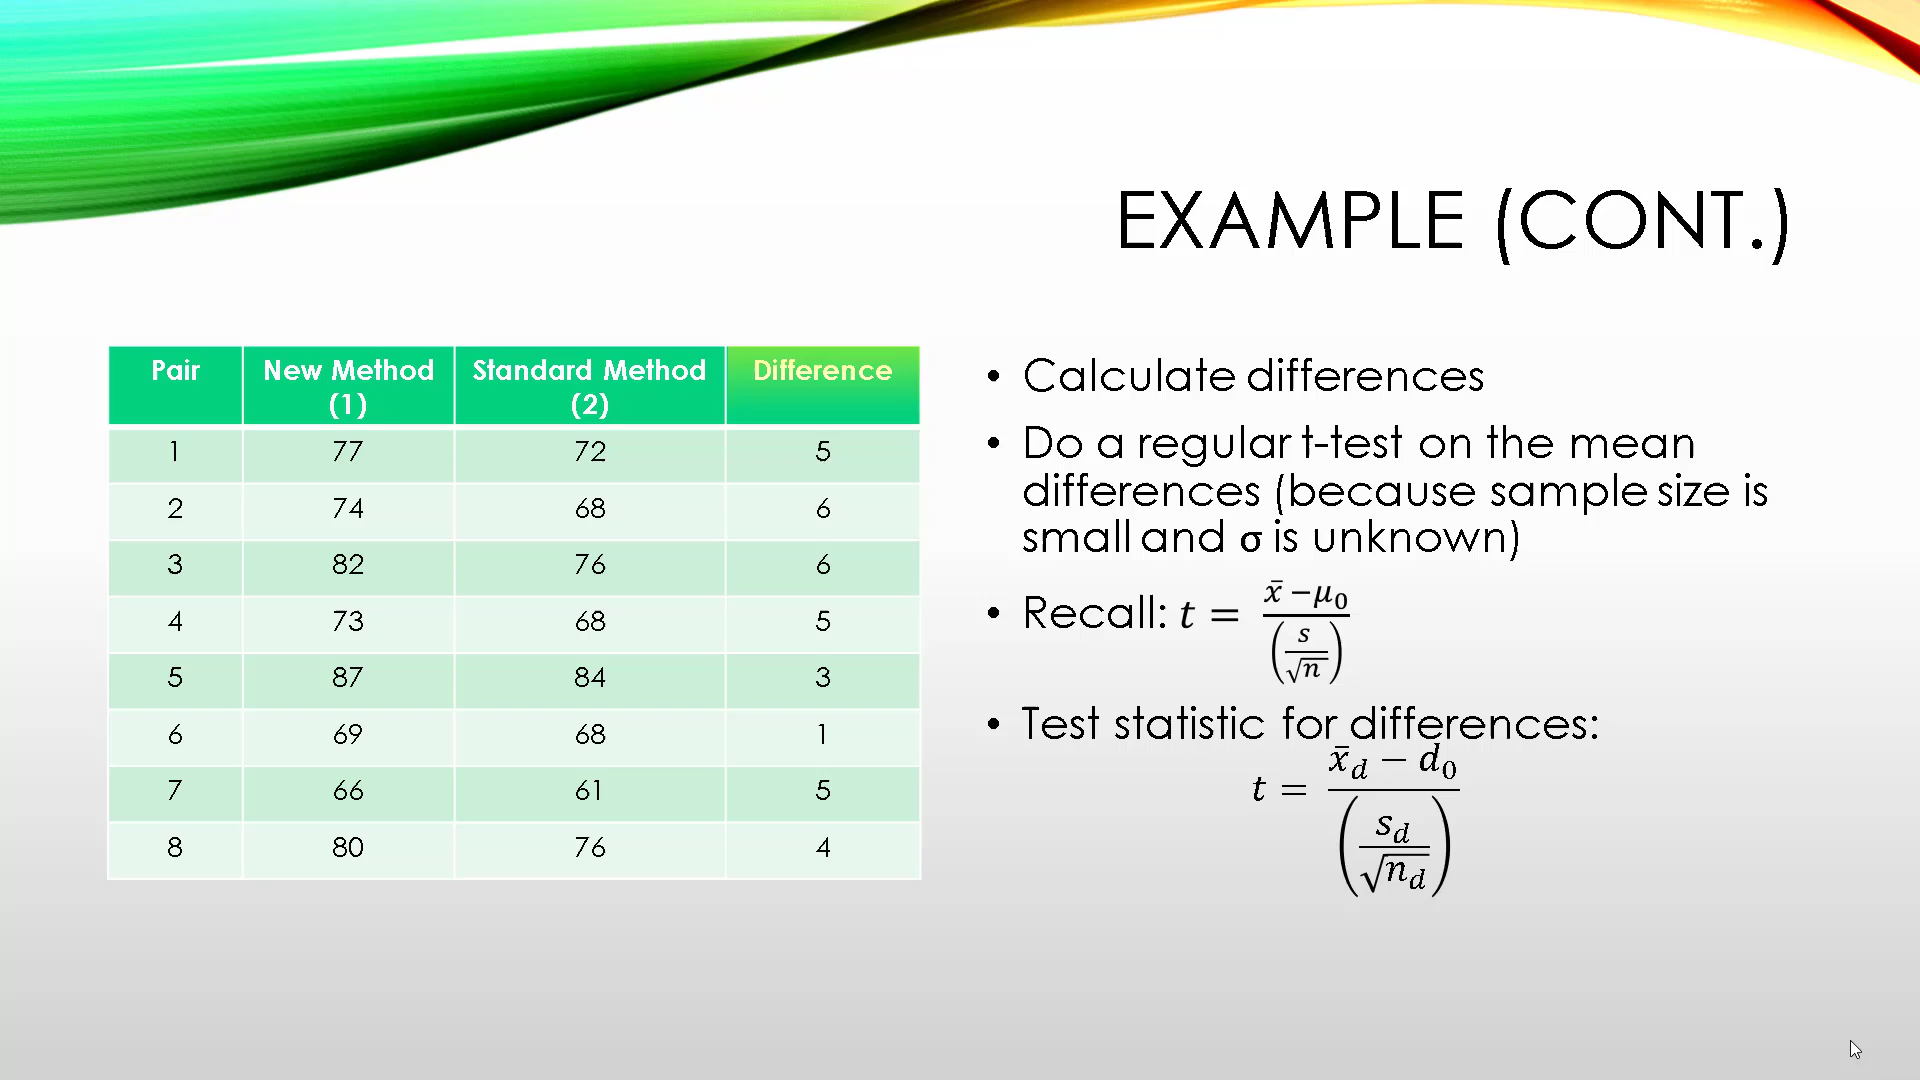 EXAMPLE (CONT.)
Pair New Method (1) Standard Method (2) Difference
1 77 72 5
2 74 68 6
3 82 76 6
4 73 68 5
5 87 84 3
6 69 68 1
7 66 61 5
8 80 76 4
• Calculate differences
• Do a regular t-test on the mean
differences (because sample size is
small and σ is unknown)
• Recall: t = (x̄ − μ₀) / (s/√n)
• Test statistic for differences:
t = (x̄_d − d₀) / (s_d/√n_d)